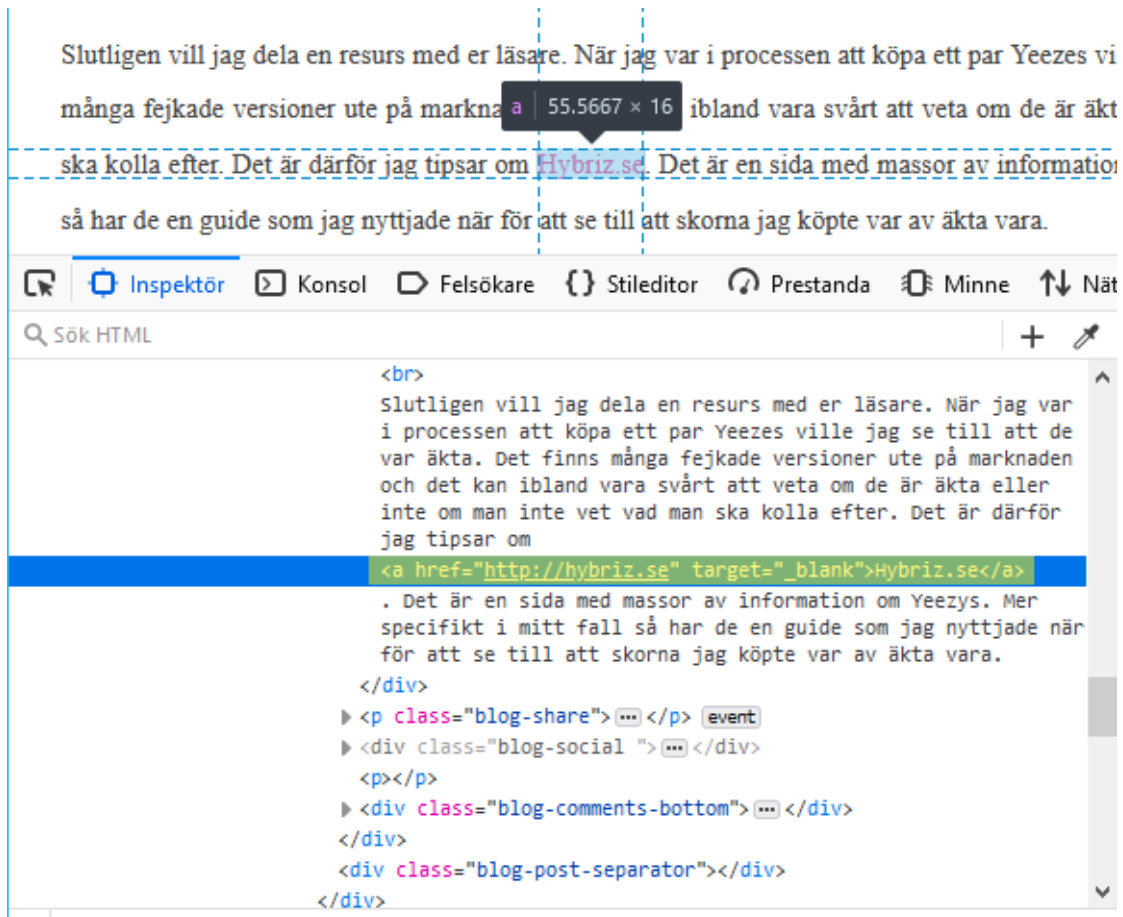 Slutligen vill jag dela en resurs med er läsare. När jag var i processen att köpa ett par Yeezes vi
många fejkade versioner ute på markna a 55.5667 × 16 ibland vara svårt att veta om de är äkt
ska kolla efter. Det är därför jag tipsar om Hybriz.se. Det är en sida med massor av information
så har de en guide som jag nyttjade när för att se till att skorna jag köpte var av äkta vara.
Inspektör Konsol Felsökare {} Stileditor Prestanda Minne Nät
Sök HTML
<br>
Slutligen vill jag dela en resurs med er läsare. När jag var
i processen att köpa ett par Yeezes ville jag se till att de
var äkta. Det finns många fejkade versioner ute på marknaden
och det kan ibland vara svårt att veta om de är äkta eller
inte om man inte vet vad man ska kolla efter. Det är därför
jag tipsar om
<a href="http://hybriz.se" target="_blank">Hybriz.se</a>
. Det är en sida med massor av information om Yeezys. Mer
specifikt i mitt fall så har de en guide som jag nyttjade när
för att se till att skorna jag köpte var av äkta vara.
</div>
<p class="blog-share">…</p> event
<div class="blog-social ">…</div>
<p></p>
<div class="blog-comments-bottom">…</div>
</div>
<div class="blog-post-separator"></div>
</div>